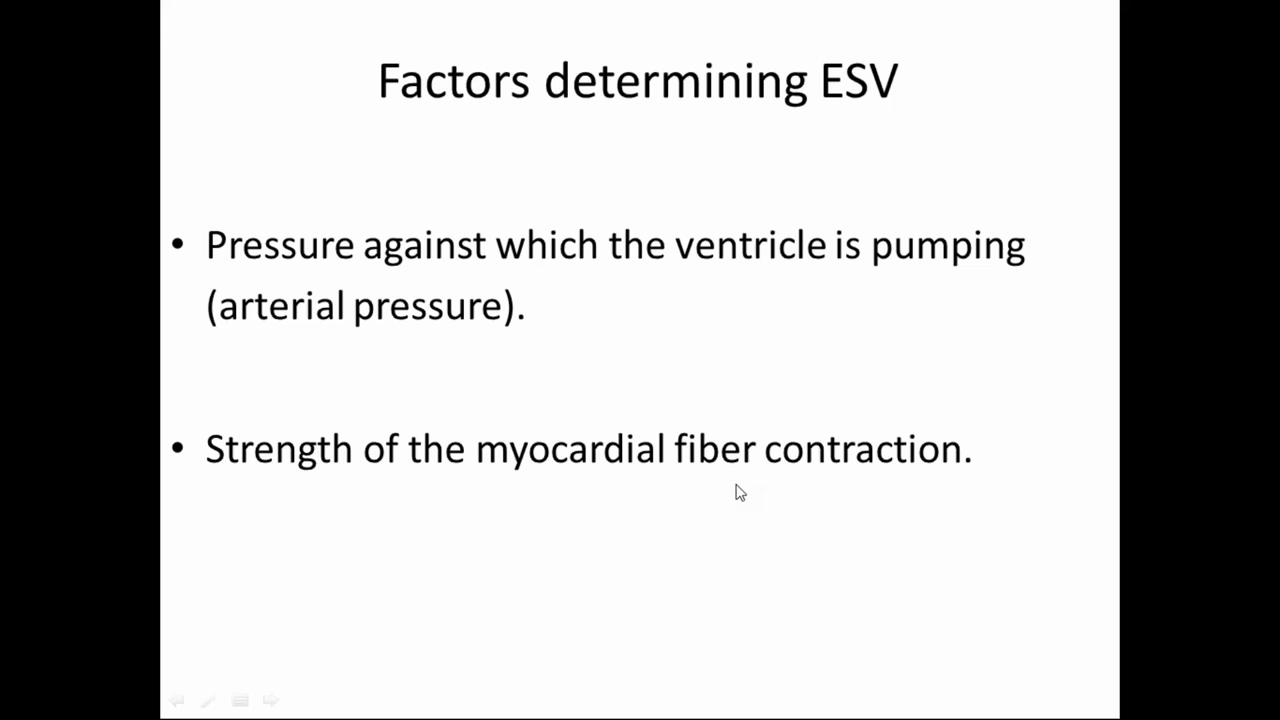 Factors determining ESV
• Pressure against which the ventricle is pumping
(arterial pressure).
• Strength of the myocardial fiber contraction.